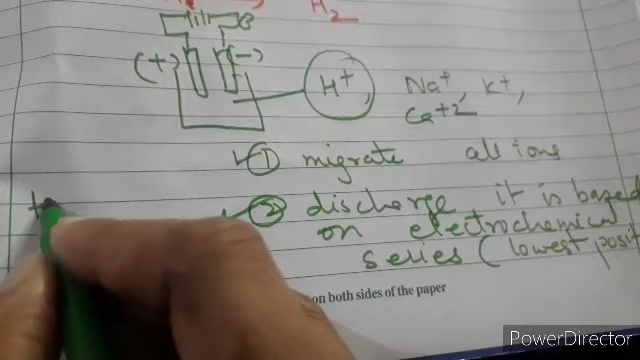 H2
(+) (-)
H+ Na+, K+,
Ca+2
① migrate all ions
② discharge it is based
on electrochemical
series (lowest posit
on both sides of the paper
PowerDirector